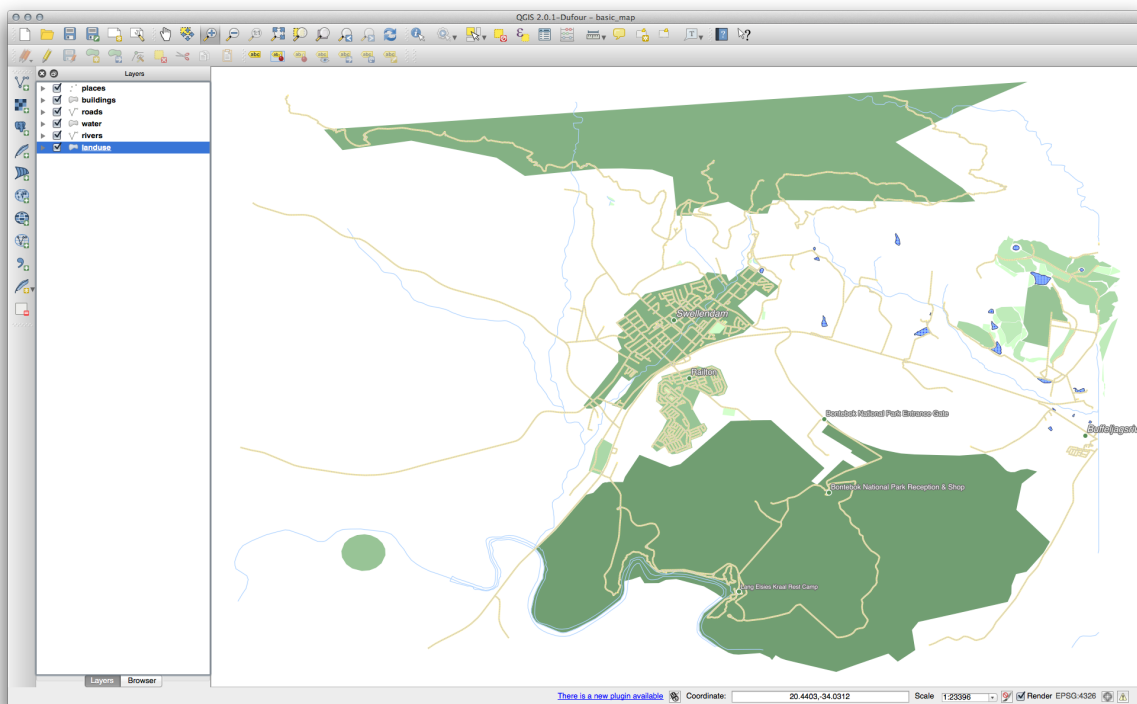 QGIS 2.0.1-Dufour - basic_map
Layers
places
buildings
roads
water
rivers
landuse
Swellendam
Railton
Bontebok National Park Entrance Gate
Bontebok National Park Reception & Shop
Lang Elsies Kraal Rest Camp
Layers
Browser
There is a new plugin available
Coordinate:
20.4403,-34.0312
Scale
1:23396
Render
EPSG:4326